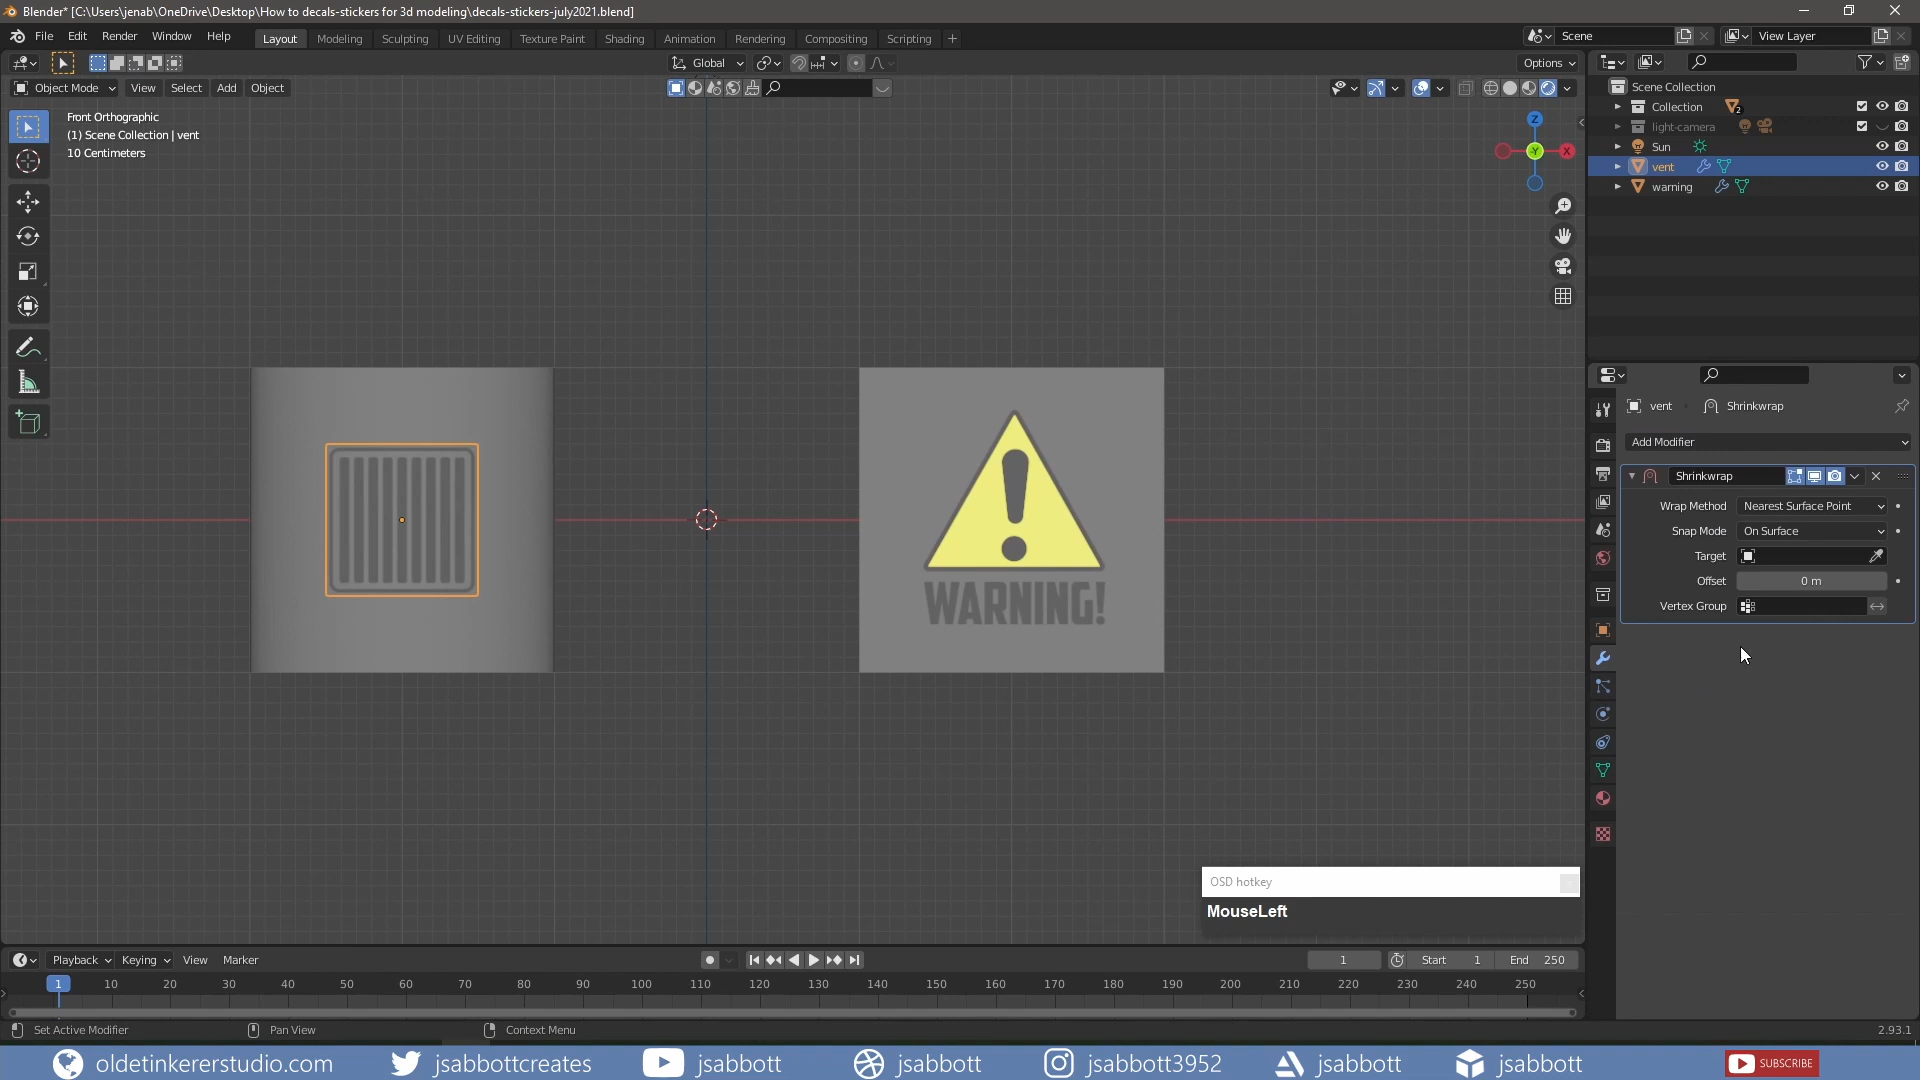 Blender* [C:\Users\jenab\OneDrive\Desktop\How to decals-stickers for 3d modeling\decals-stickers-july2021.blend]
File Edit Render Window Help Layout Modeling Sculpting UV Editing Texture Paint Shading Animation Rendering Compositing Scripting + Scene View Layer
Global Options
Object Mode View Select Add Object
Front Orthographic
(1) Scene Collection | vent
10 Centimeters
Z
Y
X
Scene Collection
Collection 2
light-camera
Sun
vent
warning
vent Shrinkwrap
Add Modifier
Shrinkwrap
Wrap Method Nearest Surface Point
Snap Mode On Surface
Target
Offset 0 m
Vertex Group
WARNING!
OSD hotkey
MouseLeft
Playback Keying View Marker 1 Start 1 End 250
1 10 20 30 40 50 60 70 80 90 100 110 120 130 140 150 160 170 180 190 200 210 220 230 240 250
Set Active Modifier Pan View Context Menu 2.93.1
oldetinkererstudio.com jsabbottcreates jsabbott jsabbott jsabbott3952 jsabbott jsabbott SUBSCRIBE